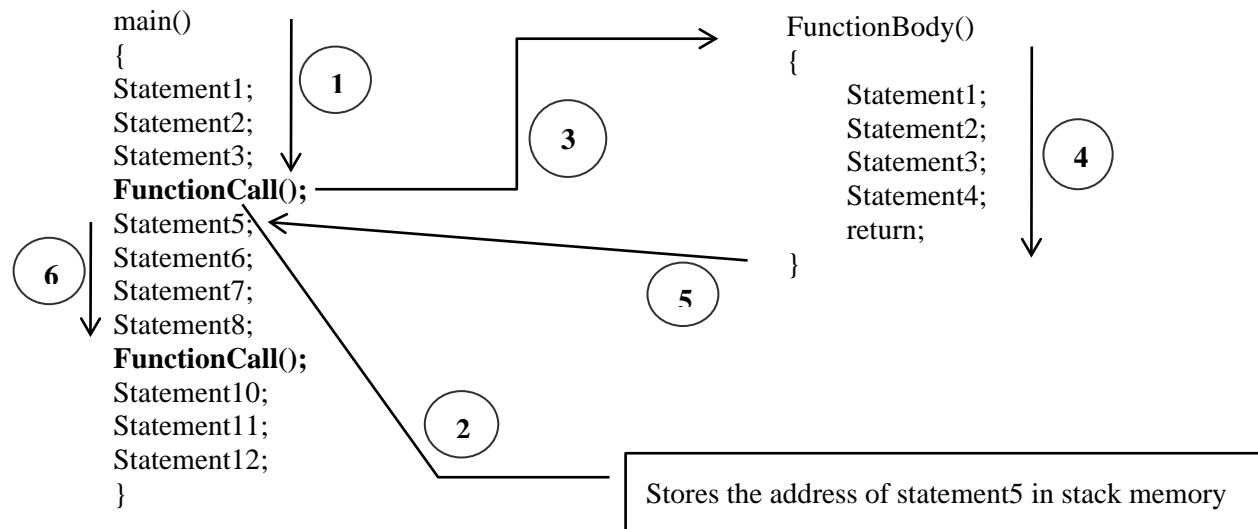 main()
{
Statement1;
Statement2;
Statement3;
FunctionCall();
Statement5;
Statement6;
Statement7;
Statement8;
FunctionCall();
Statement10;
Statement11;
Statement12;
}
1
2
3
FunctionBody()
{
Statement1;
Statement2;
Statement3;
Statement4;
return;
}
4
5
6
Stores the address of statement5 in stack memory